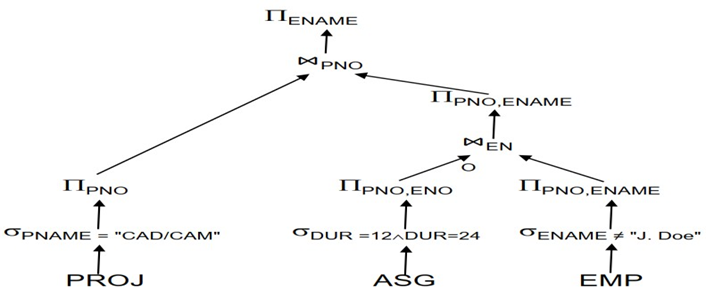 ΠENAME
⋈PNO
ΠPNO,ENAME
⋈EN
O
ΠPNO
ΠPNO,ENO
ΠPNO,ENAME
σPNAME = "CAD/CAM"
σDUR =12∧DUR=24
σENAME ≠ "J. Doe"
PROJ
ASG
EMP